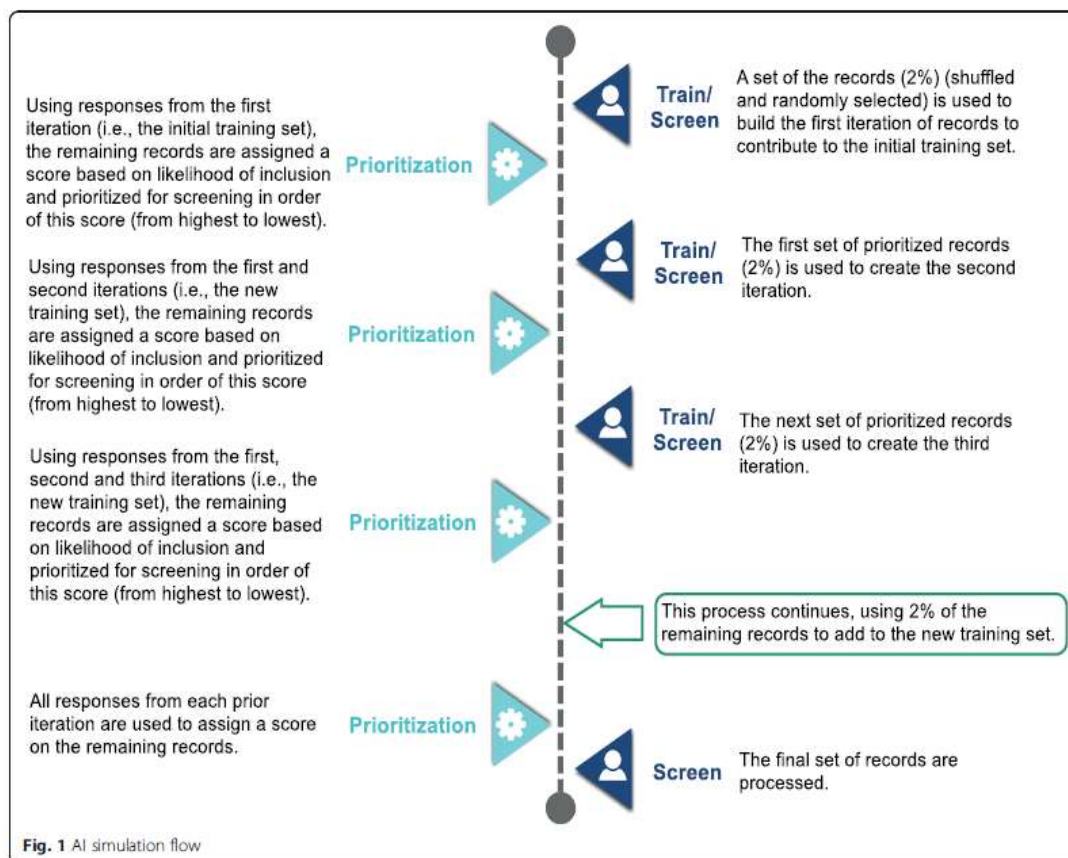 Train/
Screen
A set of the records (2%) (shuffled
and randomly selected) is used to
build the first iteration of records to
contribute to the initial training set.
Using responses from the first
iteration (i.e., the initial training set),
the remaining records are assigned a
score based on likelihood of inclusion
and prioritized for screening in order
of this score (from highest to lowest).
Prioritization
Train/
Screen
The first set of prioritized records
(2%) is used to create the second
iteration.
Using responses from the first and
second iterations (i.e., the new
training set), the remaining records
are assigned a score based on
likelihood of inclusion and prioritized
for screening in order of this score
(from highest to lowest).
Prioritization
Train/
Screen
The next set of prioritized records
(2%) is used to create the third
iteration.
Using responses from the first,
second and third iterations (i.e., the
new training set), the remaining
records are assigned a score based
on likelihood of inclusion and
prioritized for screening in order of
this score (from highest to lowest).
Prioritization
This process continues, using 2% of the
remaining records to add to the new training set.
All responses from each prior
iteration are used to assign a score
on the remaining records.
Prioritization
Screen
The final set of records are
processed.
Fig. 1 AI simulation flow